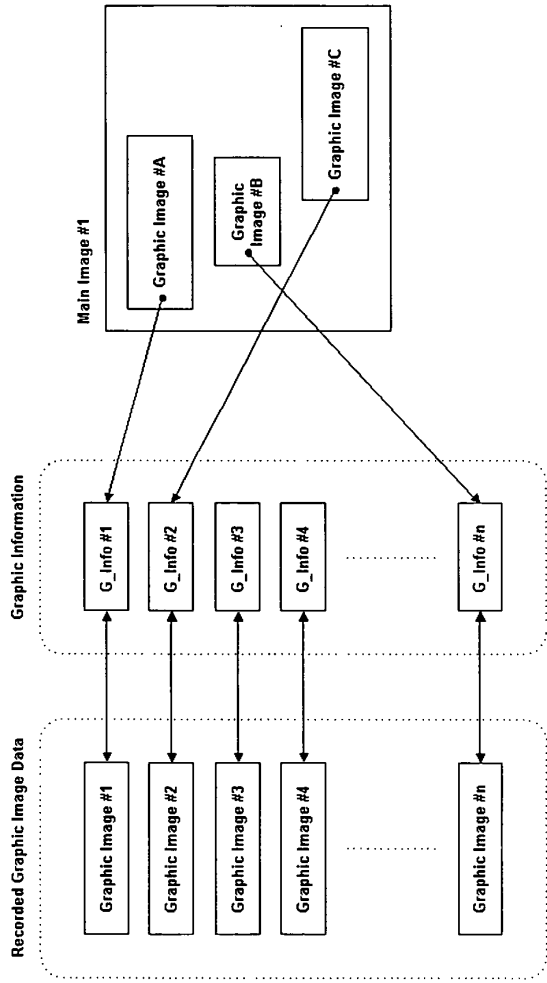 Recorded Graphic Image Data
Graphic Image #1
Graphic Image #2
Graphic Image #3
Graphic Image #4
Graphic Image #n
Graphic Information
G_Info #1
G_Info #2
G_Info #3
G_Info #4
G_Info #n
Main Image #1
Graphic Image #A
Graphic
Image #B
Graphic Image #C